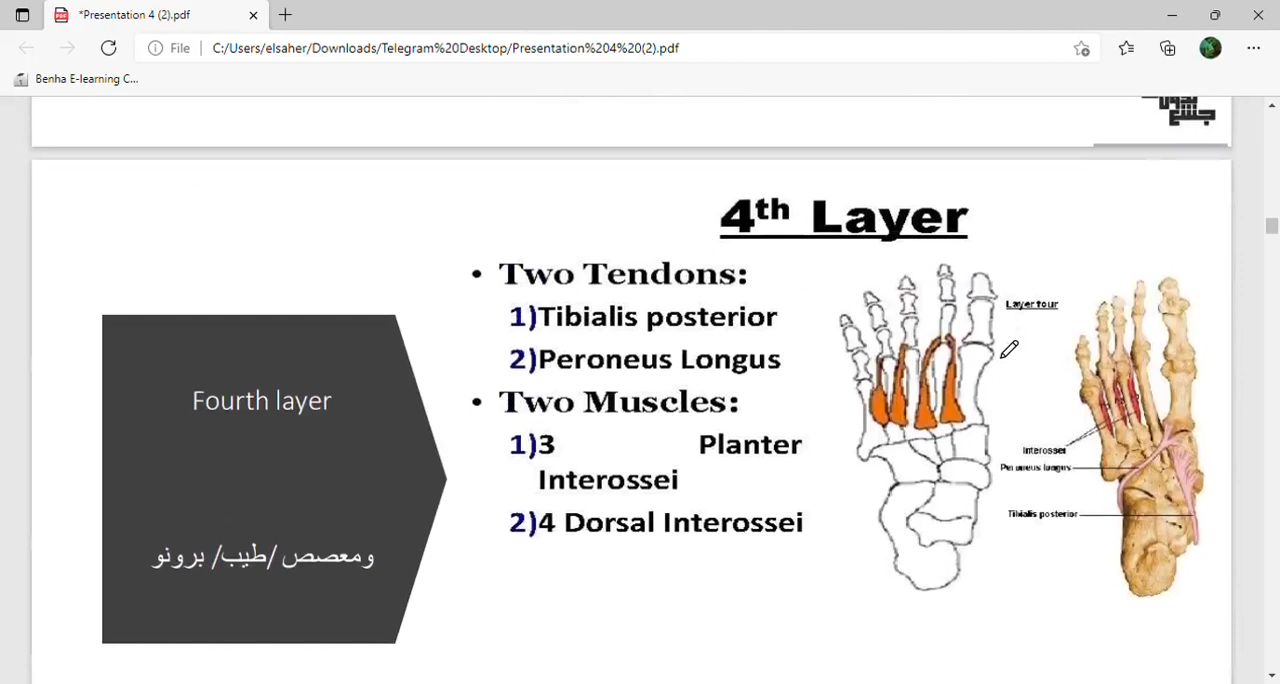 *Presentation 4 (2).pdf
File
C:/Users/elsaher/Downloads/Telegram%20Desktop/Presentation%204%20(2).pdf
Benha E-learning C...
4th Layer
• Two Tendons:
1)Tibialis posterior
2)Peroneus Longus
• Two Muscles:
1)3 Planter
Interossei
2)4 Dorsal Interossei
Fourth layer
ومعصص /طيب/ برونو
Layer four
Interossei
Peroneus longus
Tibialis posterior